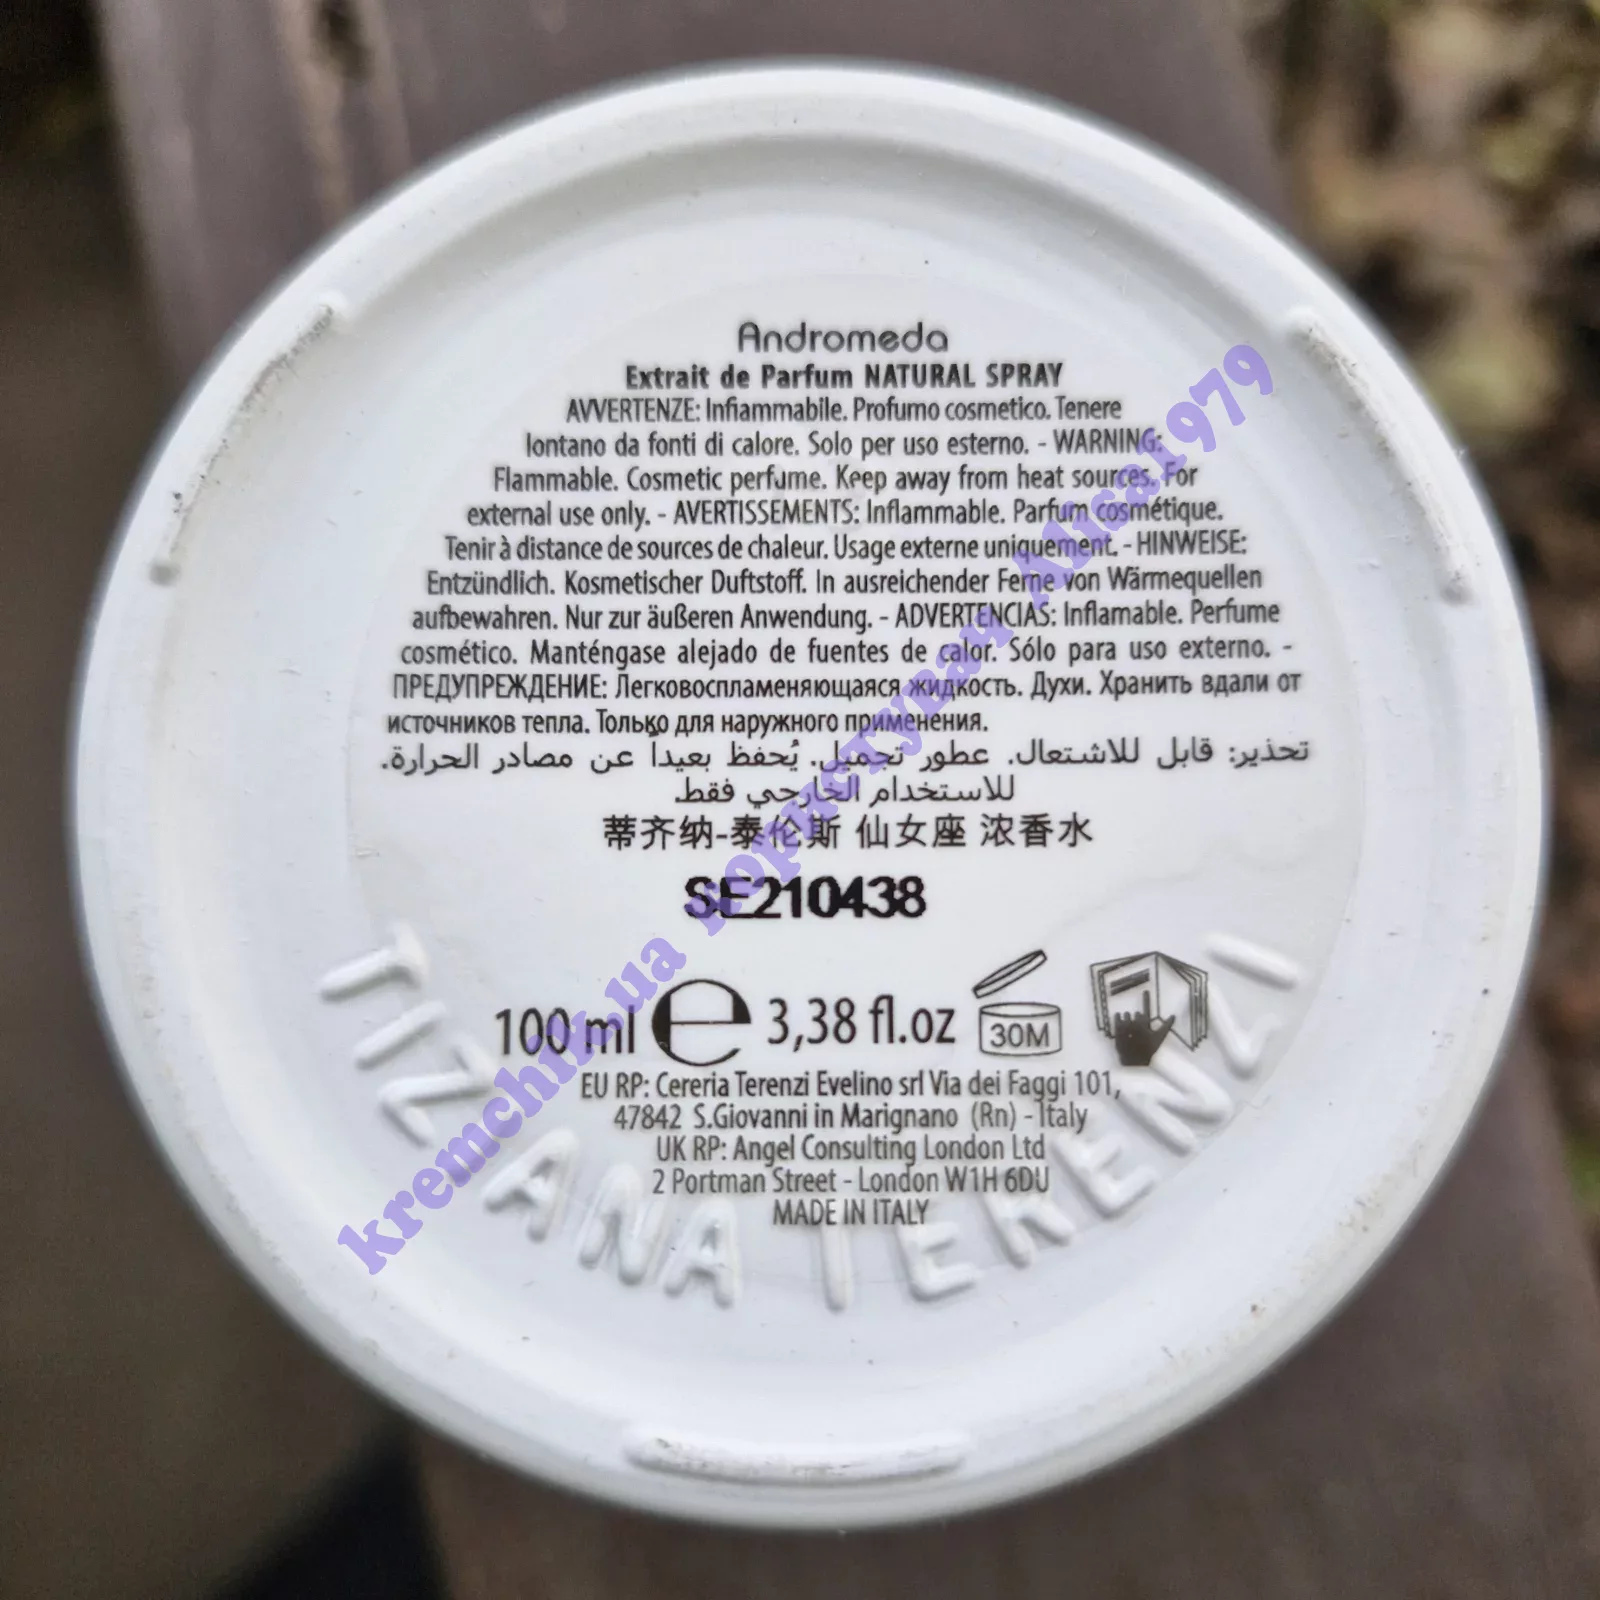 Andromeda
Extrait de Parfum NATURAL SPRAY
AVVERTENZE: Infiammabile. Profumo cosmetico. Tenere
lontano da fonti di calore. Solo per uso esterno. - WARNING:
Flammable. Cosmetic perfume. Keep away from heat sources. For
external use only. - AVERTISSEMENTS: Inflammable. Parfum cosmétique.
Tenir à distance de sources de chaleur. Usage externe uniquement. - HINWEISE:
Entzündlich. Kosmetischer Duftstoff. In ausreichender Ferne von Wärmequellen
aufbewahren. Nur zur äußeren Anwendung. - ADVERTENCIAS: Inflamable. Perfume
cosmético. Manténgase alejado de fuentes de calor. Sólo para uso externo. -
ПРЕДУПРЕЖДЕНИЕ: Легковоспламеняющаяся жидкость. Духи. Хранить вдали от
источников тепла. Только для наружного применения.
تحذير: قابل للاشتعال. عطور تجميل. يُحفظ بعيداً عن مصادر الحرارة.
للاستخدام الخارجي فقط.
蒂齐纳-泰伦斯 仙女座 浓香水
SE210438
100 ml e 3,38 fl.oz 30M
EU RP: Cereria Terenzi Evelino srl Via dei Faggi 101,
47842 S.Giovanni in Marignano (Rn) - Italy
UK RP: Angel Consulting London Ltd
2 Portman Street - London W1H 6DU
MADE IN ITALY
TIZIANA TERENZI
kremchik.ua користувач Alica1979